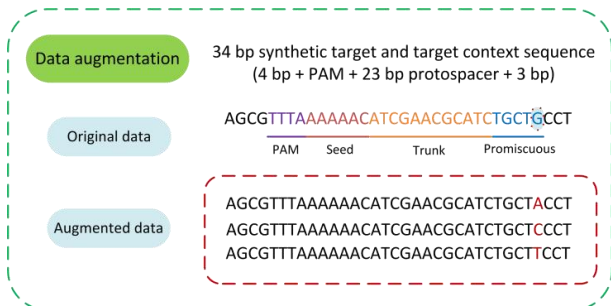 Data augmentation
34 bp synthetic target and target context sequence
(4 bp + PAM + 23 bp protospacer + 3 bp)
Original data
AGCGTTTAAAAAACATCGAACGCATCTGCTGCCT
PAM Seed Trunk Promiscuous
Augmented data
AGCGTTTAAAAAACATCGAACGCATCTGCTACCT
AGCGTTTAAAAAACATCGAACGCATCTGCTCCCT
AGCGTTTAAAAAACATCGAACGCATCTGCTTCCT